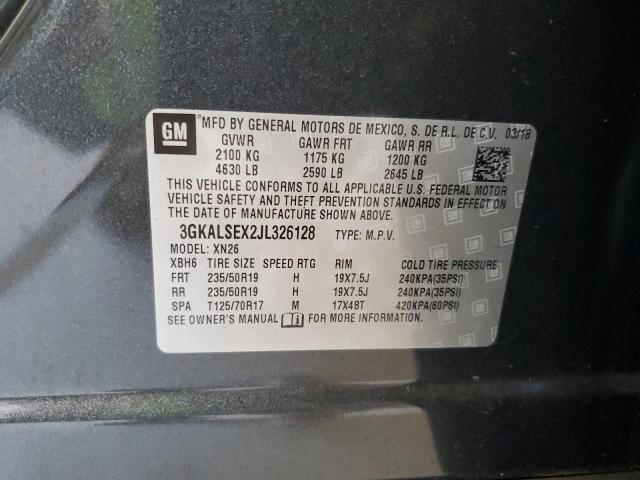 GM MFD BY GENERAL MOTORS DE MEXICO, S. DE R.L. DE C.V. 03/18
GVWR GAWR FRT GAWR RR
2100 KG 1175 KG 1200 KG
4630 LB 2590 LB 2645 LB
THIS VEHICLE CONFORMS TO ALL APPLICABLE U.S. FEDERAL MOTOR
VEHICLE SAFETY AND THEFT PREVENTION STANDARDS IN EFFECT ON
THE DATE OF MANUFACTURE SHOWN ABOVE.
3GKALSEX2JL326128 TYPE: M.P.V.
MODEL: XN26
XBH6 TIRE SIZE SPEED RTG RIM COLD TIRE PRESSURE
FRT 235/50R19 H 19X7.5J 240KPA(35PSI)
RR 235/50R19 H 19X7.5J 240KPA(35PSI)
SPA T125/70R17 M 17X4BT 420KPA(60PSI)
SEE OWNER'S MANUAL FOR MORE INFORMATION